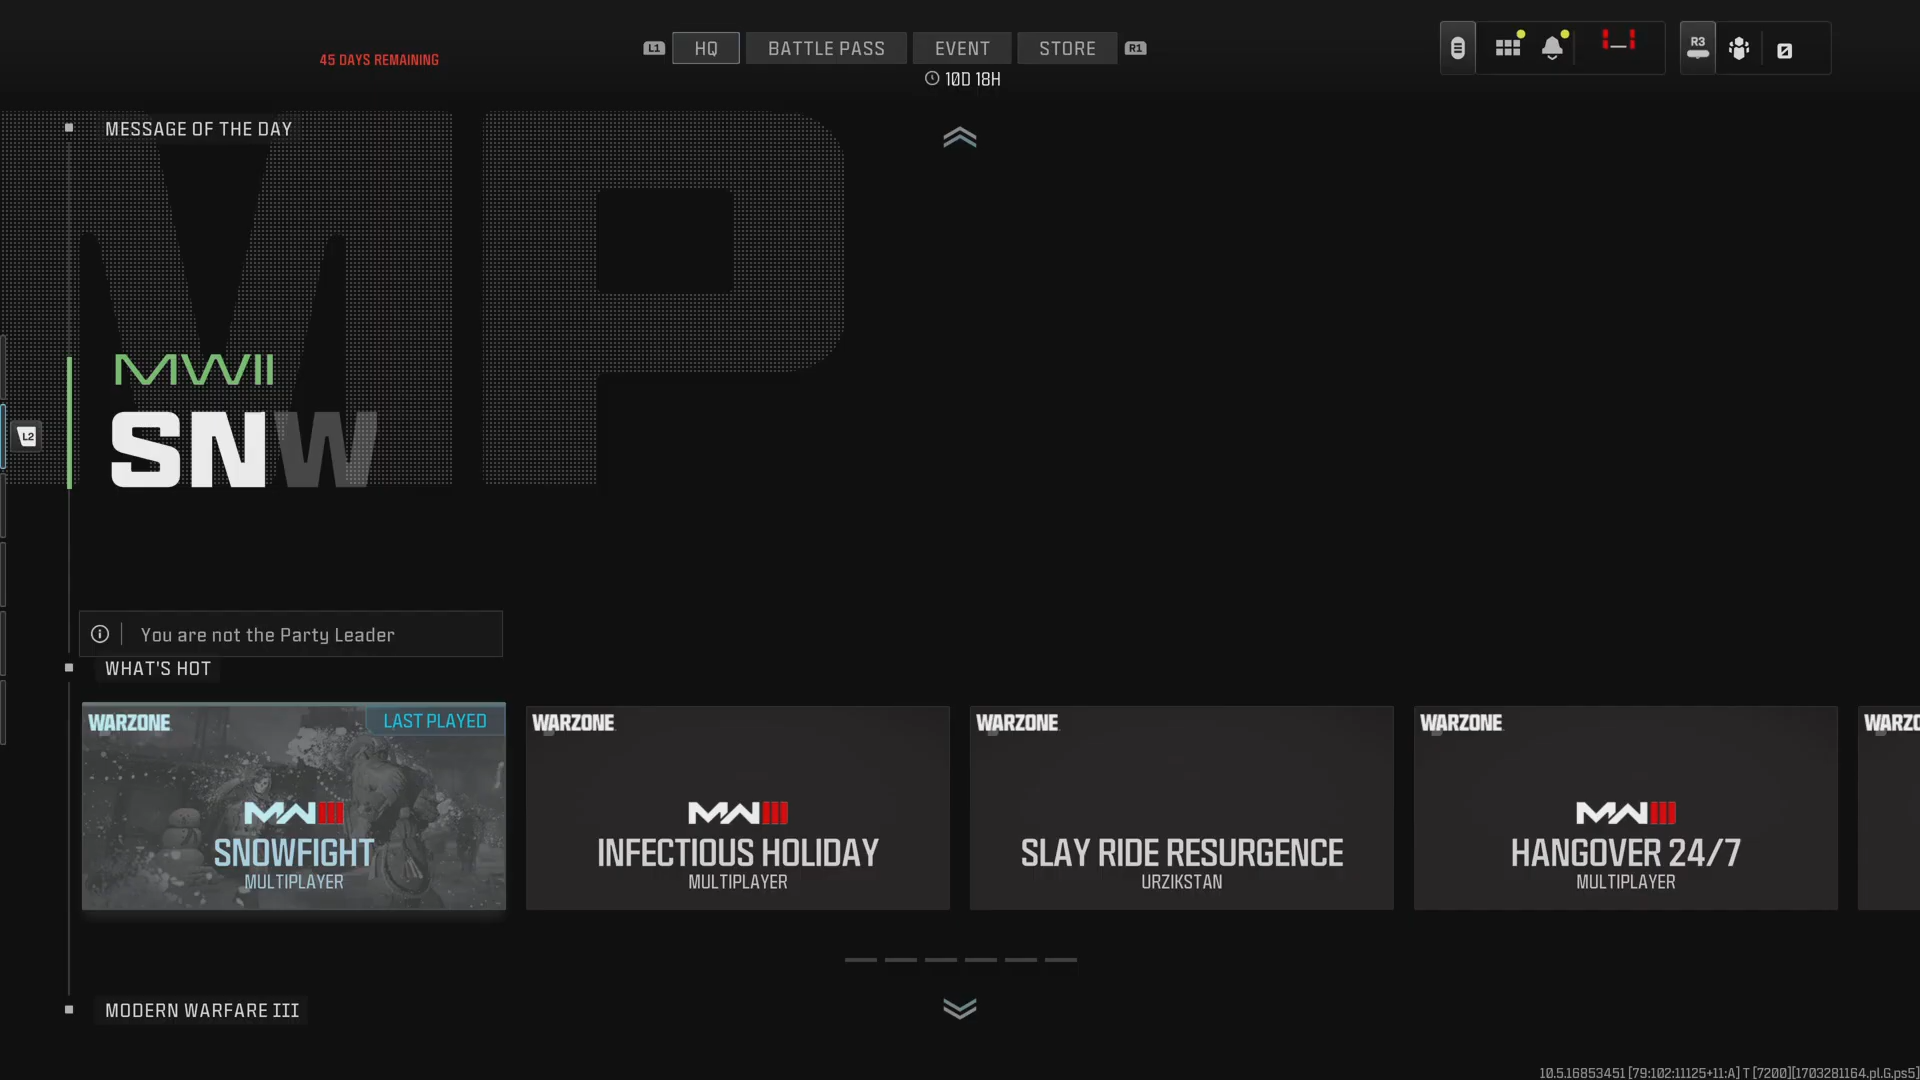 45 DAYS REMAINING
L1 HQ BATTLE PASS EVENT STORE R1
10D 18H
R3
MESSAGE OF THE DAY
MP
MWII
SNW
L2
You are not the Party Leader
WHAT'S HOT
WARZONE LAST PLAYED
MWIII
SNOWFIGHT
MULTIPLAYER
WARZONE
MWIII
INFECTIOUS HOLIDAY
MULTIPLAYER
WARZONE
SLAY RIDE RESURGENCE
URZIKSTAN
WARZONE
MWIII
HANGOVER 24/7
MULTIPLAYER
WARZO
MODERN WARFARE III
10.5.16853451 [79:102:11125+11:A] T [7200][1703281164.pl.G.ps5]